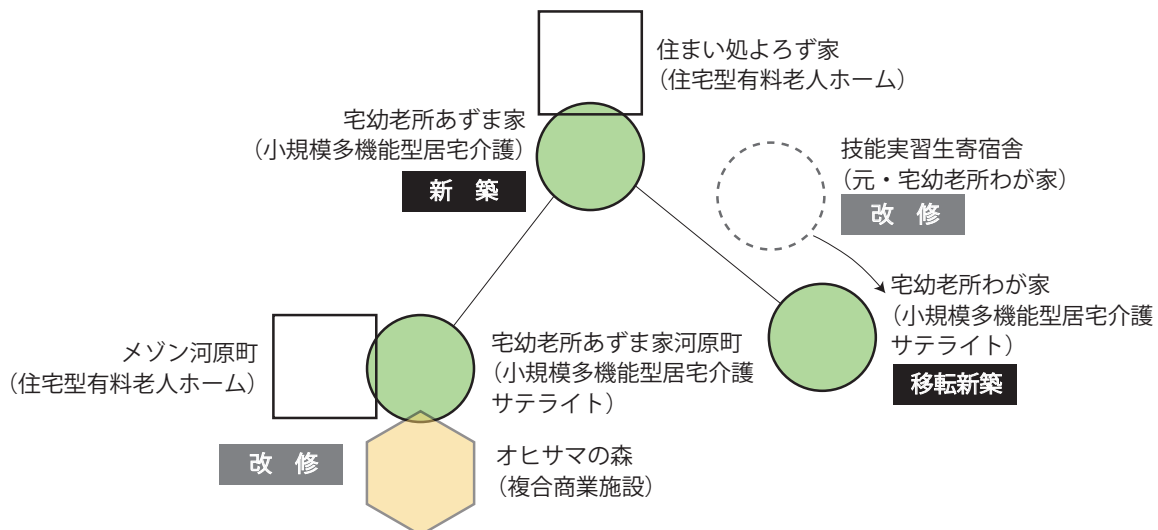 住まい処よろず家
（住宅型有料老人ホーム）
宅幼老所あずま家
（小規模多機能型居宅介護）
新　築
技能実習生寄宿舎
（元・宅幼老所わが家）
改　修
宅幼老所わが家
（小規模多機能型居宅介護
サテライト）
移転新築
メゾン河原町
（住宅型有料老人ホーム）
宅幼老所あずま家河原町
（小規模多機能型居宅介護
サテライト）
改　修
オヒサマの森
（複合商業施設）